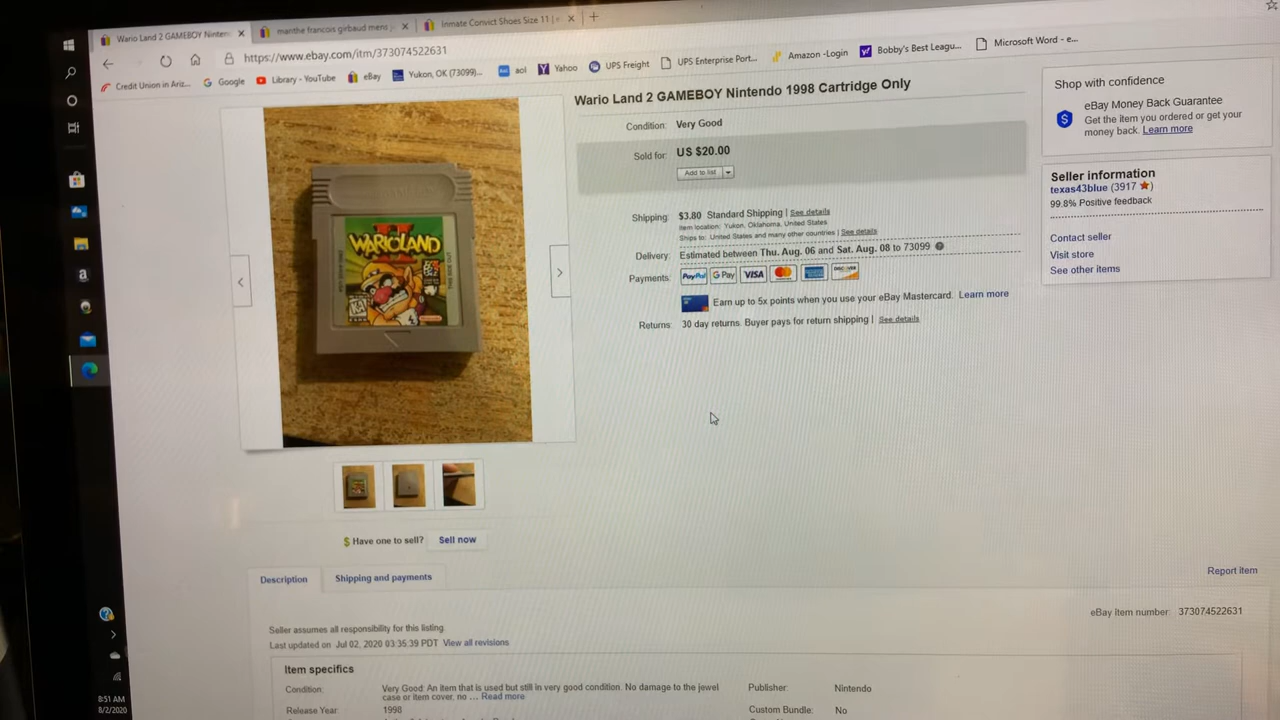 Wario Land 2 GAMEBOY Ninten
marithe francois girbaud mens j
Inmate Convict Shoes Size 11 |
https://www.ebay.com/itm/373074522631
Credit Union in Ariz...
Google
Library - YouTube
eBay
Yukon, OK (73099)...
aol
Yahoo
UPS Freight
UPS Enterprise Port...
Amazon -Login
Bobby's Best Leagu...
Microsoft Word - e...
WARIOLAND
II
Nintendo
Wario Land 2 GAMEBOY Nintendo 1998 Cartridge Only
Condition: Very Good
Sold for: US $20.00
Add to list
Shipping: $3.80 Standard Shipping | See details
Item location: Yukon, Oklahoma, United States
Ships to: United States and many other countries | See details
Delivery: Estimated between Thu. Aug. 06 and Sat. Aug. 08 to 73099
Payments: PayPal G Pay VISA
Earn up to 5x points when you use your eBay Mastercard. Learn more
Returns: 30 day returns. Buyer pays for return shipping | See details
Shop with confidence
eBay Money Back Guarantee
Get the item you ordered or get your
money back. Learn more
Seller information
texas43blue (3917 )
99.8% Positive feedback
Contact seller
Visit store
See other items
$ Have one to sell? Sell now
Description
Shipping and payments
Report item
eBay item number: 373074522631
Seller assumes all responsibility for this listing.
Last updated on Jul 02, 2020 03:35:39 PDT View all revisions
Item specifics
Condition: Very Good: An item that is used but still in very good condition. No damage to the jewel
case or item cover, no ... Read more
Publisher: Nintendo
Release Year: 1998
Custom Bundle: No
8:51 AM
8/2/2020